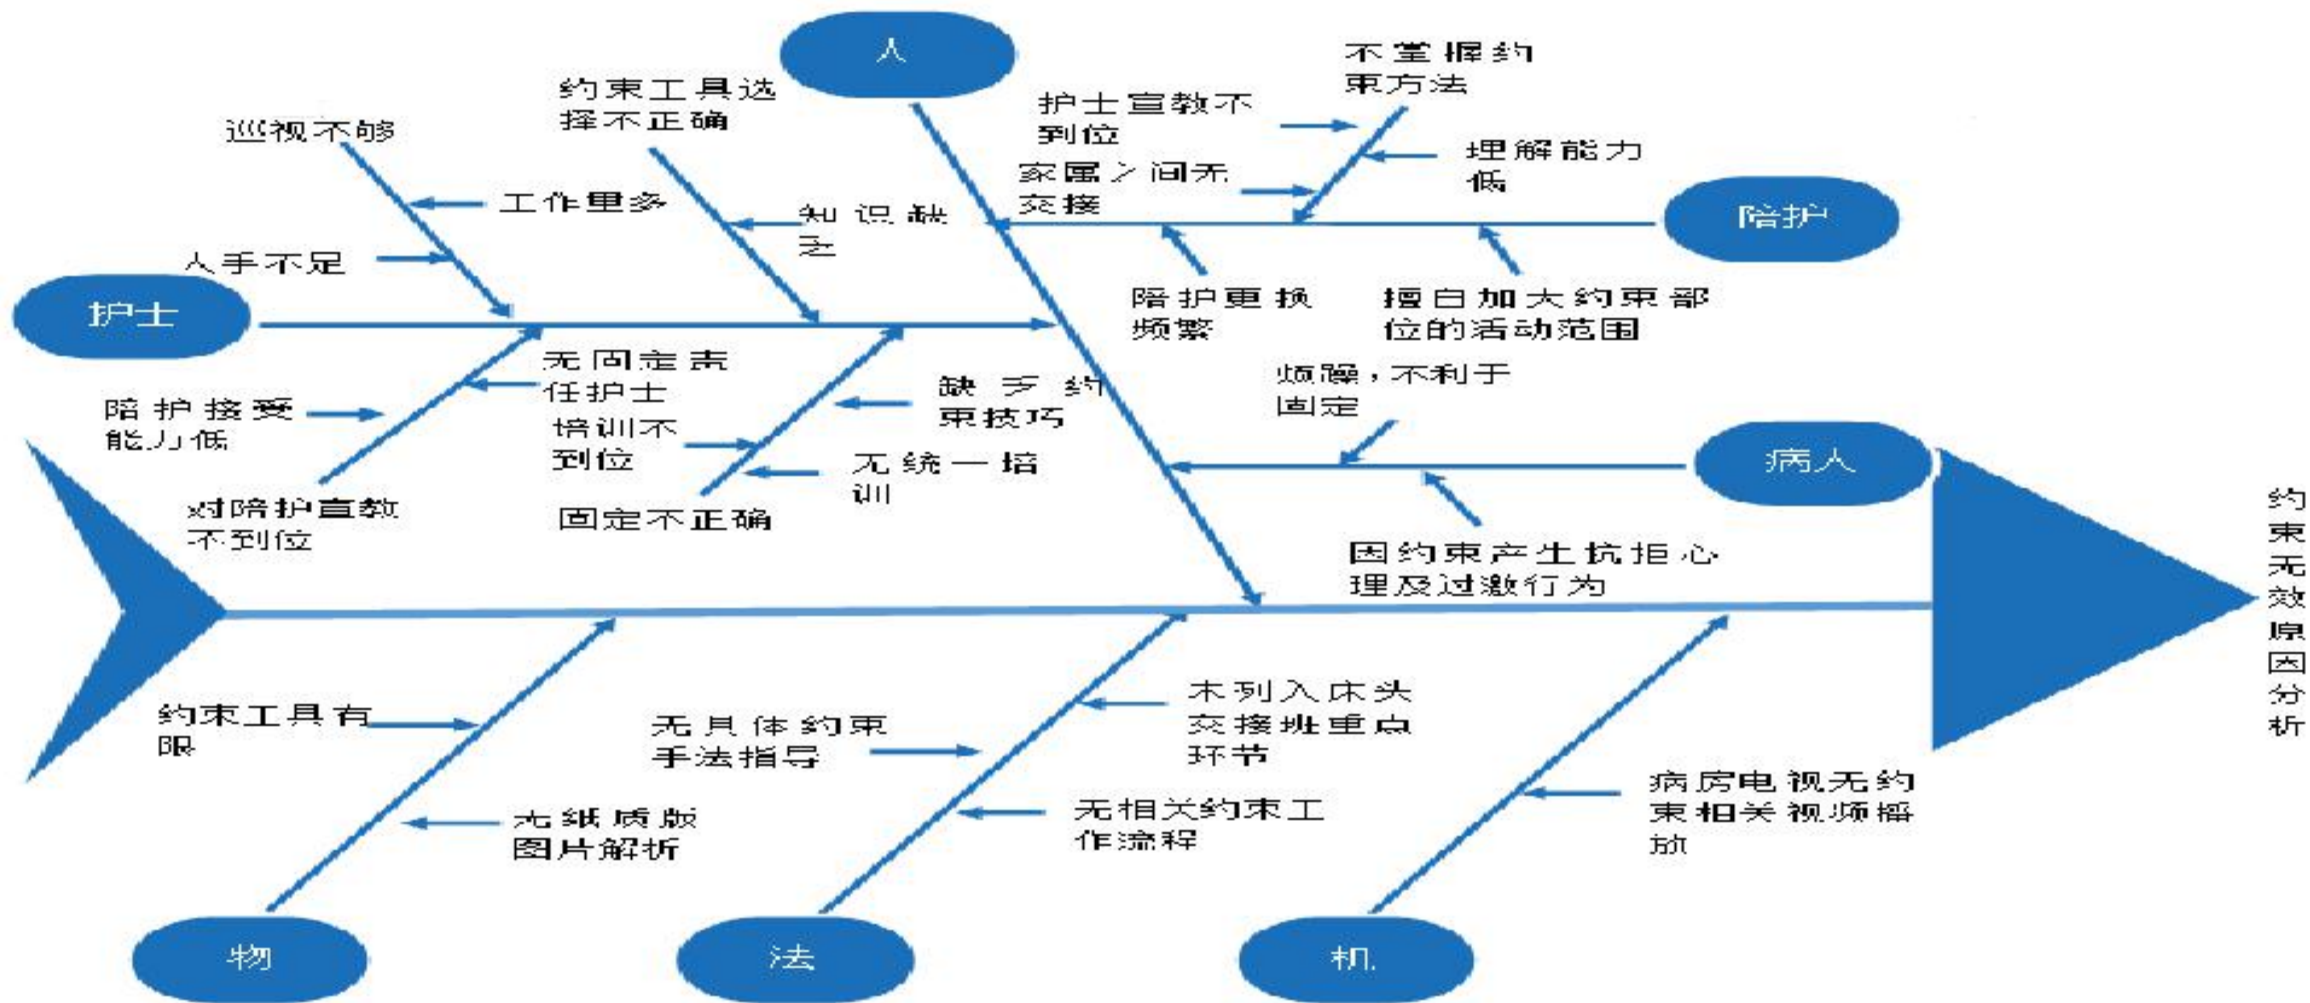 人
不掌握约
束方法
约束工具选
择不正确
护士宣教不
到位
巡视不够
理解能力
低
家属之间无
交接
工作量多
知识缺
乏
陪护
人手不足
护士
陪护更换
频繁
擅自加大约束部
位的活动范围
无固定责
任护士
烦躁，不利于
固定
缺乏约
束技巧
陪护接受
能力低
培训不
到位
无统一培
训
病人
对陪护宣教
不到位
固定不正确
因约束产生抗拒心
理及过激行为
约
束
无
效
原
因
分
析
约束工具有
限
无具体约束
手法指导
未列入床头
交接班重点
环节
无纸质版
图片解析
无相关约束工
作流程
病房电视无约
束相关视频播
放
物
法
机